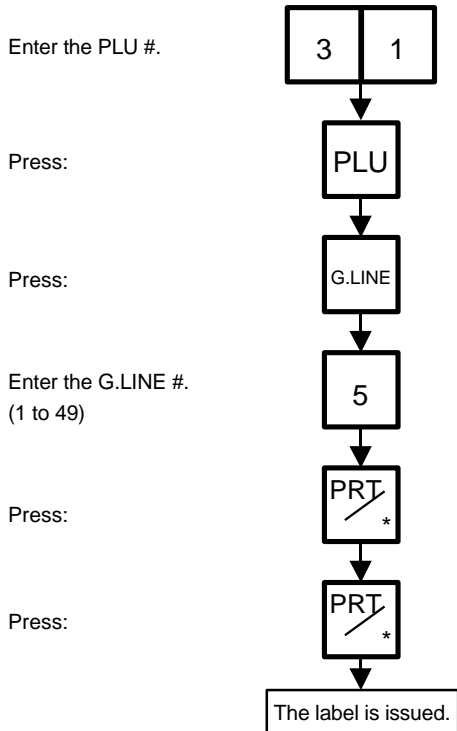 Enter the PLU #.
3 1
Press:
PLU
Press:
G.LINE
Enter the G.LINE #.
(1 to 49)
5
Press:
PRT
*
Press:
PRT
*
The label is issued.